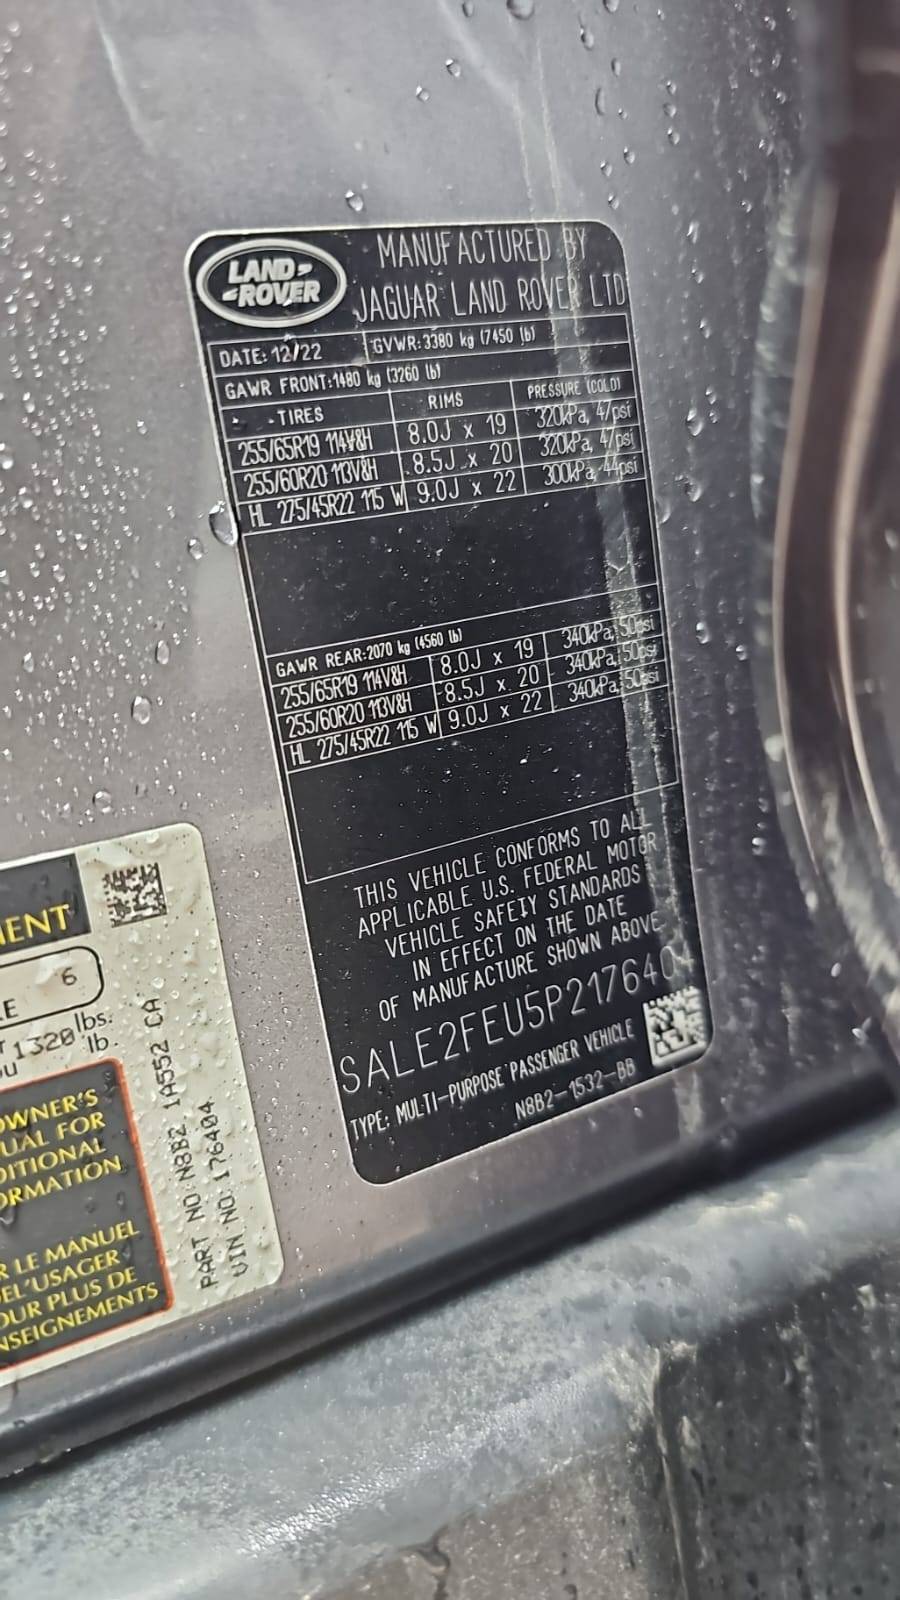 LAND-
-ROVER
MANUFACTURED BY
JAGUAR LAND ROVER LTD
DATE: 12/22
GVWR:3380 kg (7450 lb)
GAWR FRONT:1480 kg (3260 lb)
TIRES RIMS PRESSURE (COLD)
255/65R19 114V&H 8.0J x 19 320kPa, 47psi
255/60R20 113V&H 8.5J x 20 320kPa, 47psi
HL 275/45R22 115 W 9.0J x 22 300kPa, 44psi
GAWR REAR:2070 kg (4560 lb)
255/65R19 114V&H 8.0J x 19 340kPa, 50psi
255/60R20 113V&H 8.5J x 20 340kPa, 50psi
HL 275/45R22 115 W 9.0J x 22 340kPa, 50psi
THIS VEHICLE CONFORMS TO ALL
APPLICABLE U.S. FEDERAL MOTOR
VEHICLE SAFETY STANDARDS
IN EFFECT ON THE DATE
OF MANUFACTURE SHOWN ABOVE
SALE2FEU5P2176404
TYPE: MULTI-PURPOSE PASSENGER VEHICLE
N8B2-1532-BB
ENT
LE 6
1320 lbs.
lb.
OWNER'S
UAL FOR
DITIONAL
ORMATION
R LE MANUEL
DEL'USAGER
OUR PLUS DE
NSEIGNEMENTS
PART NO:N8B2 1A552 CA
VIN NO:176404